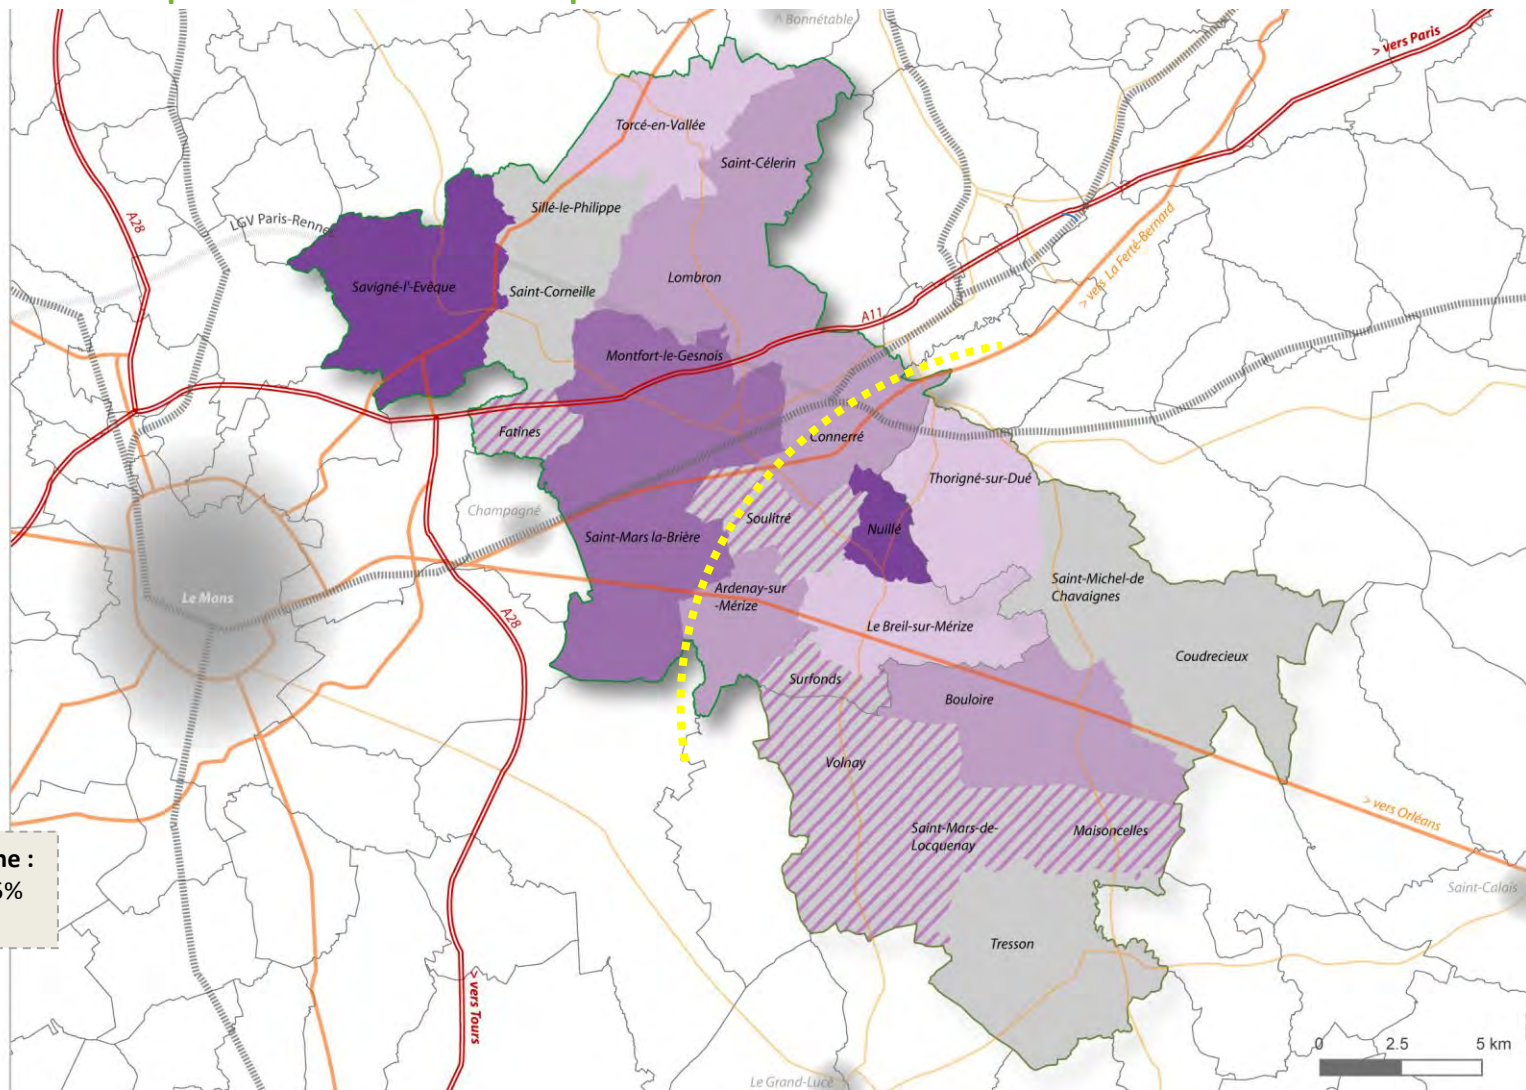 ^ Bonnétable
> vers Paris
Torcé-en-Vallée
Saint-Célerin
A28
LGV Paris-Renne
Sillé-le-Philippe
> vers La Ferté-Bernard
Lombron
Savigné-l'-Evèque
Saint-Corneille
A11
Montfort-le-Gesnois
Fatînes
Connerré
Thorigné-sur-Dué
Champagné
Soulitré
Nuillé
Saint-Mars la-Brière
Le Mans
Ardenay-sur
-Mérize
Saint-Michel-de
Chavaignes
A28
Le Breil-sur-Mérize
Coudrecieux
Surfonds
Bouloire
Volnay
> vers Orléans
Saint-Mars-de-
Locquenay
Maisoncelles
ne :
5%
Saint-Calais
Tresson
> vers Tours
0 2.5 5 km
Le Grand-Lucé